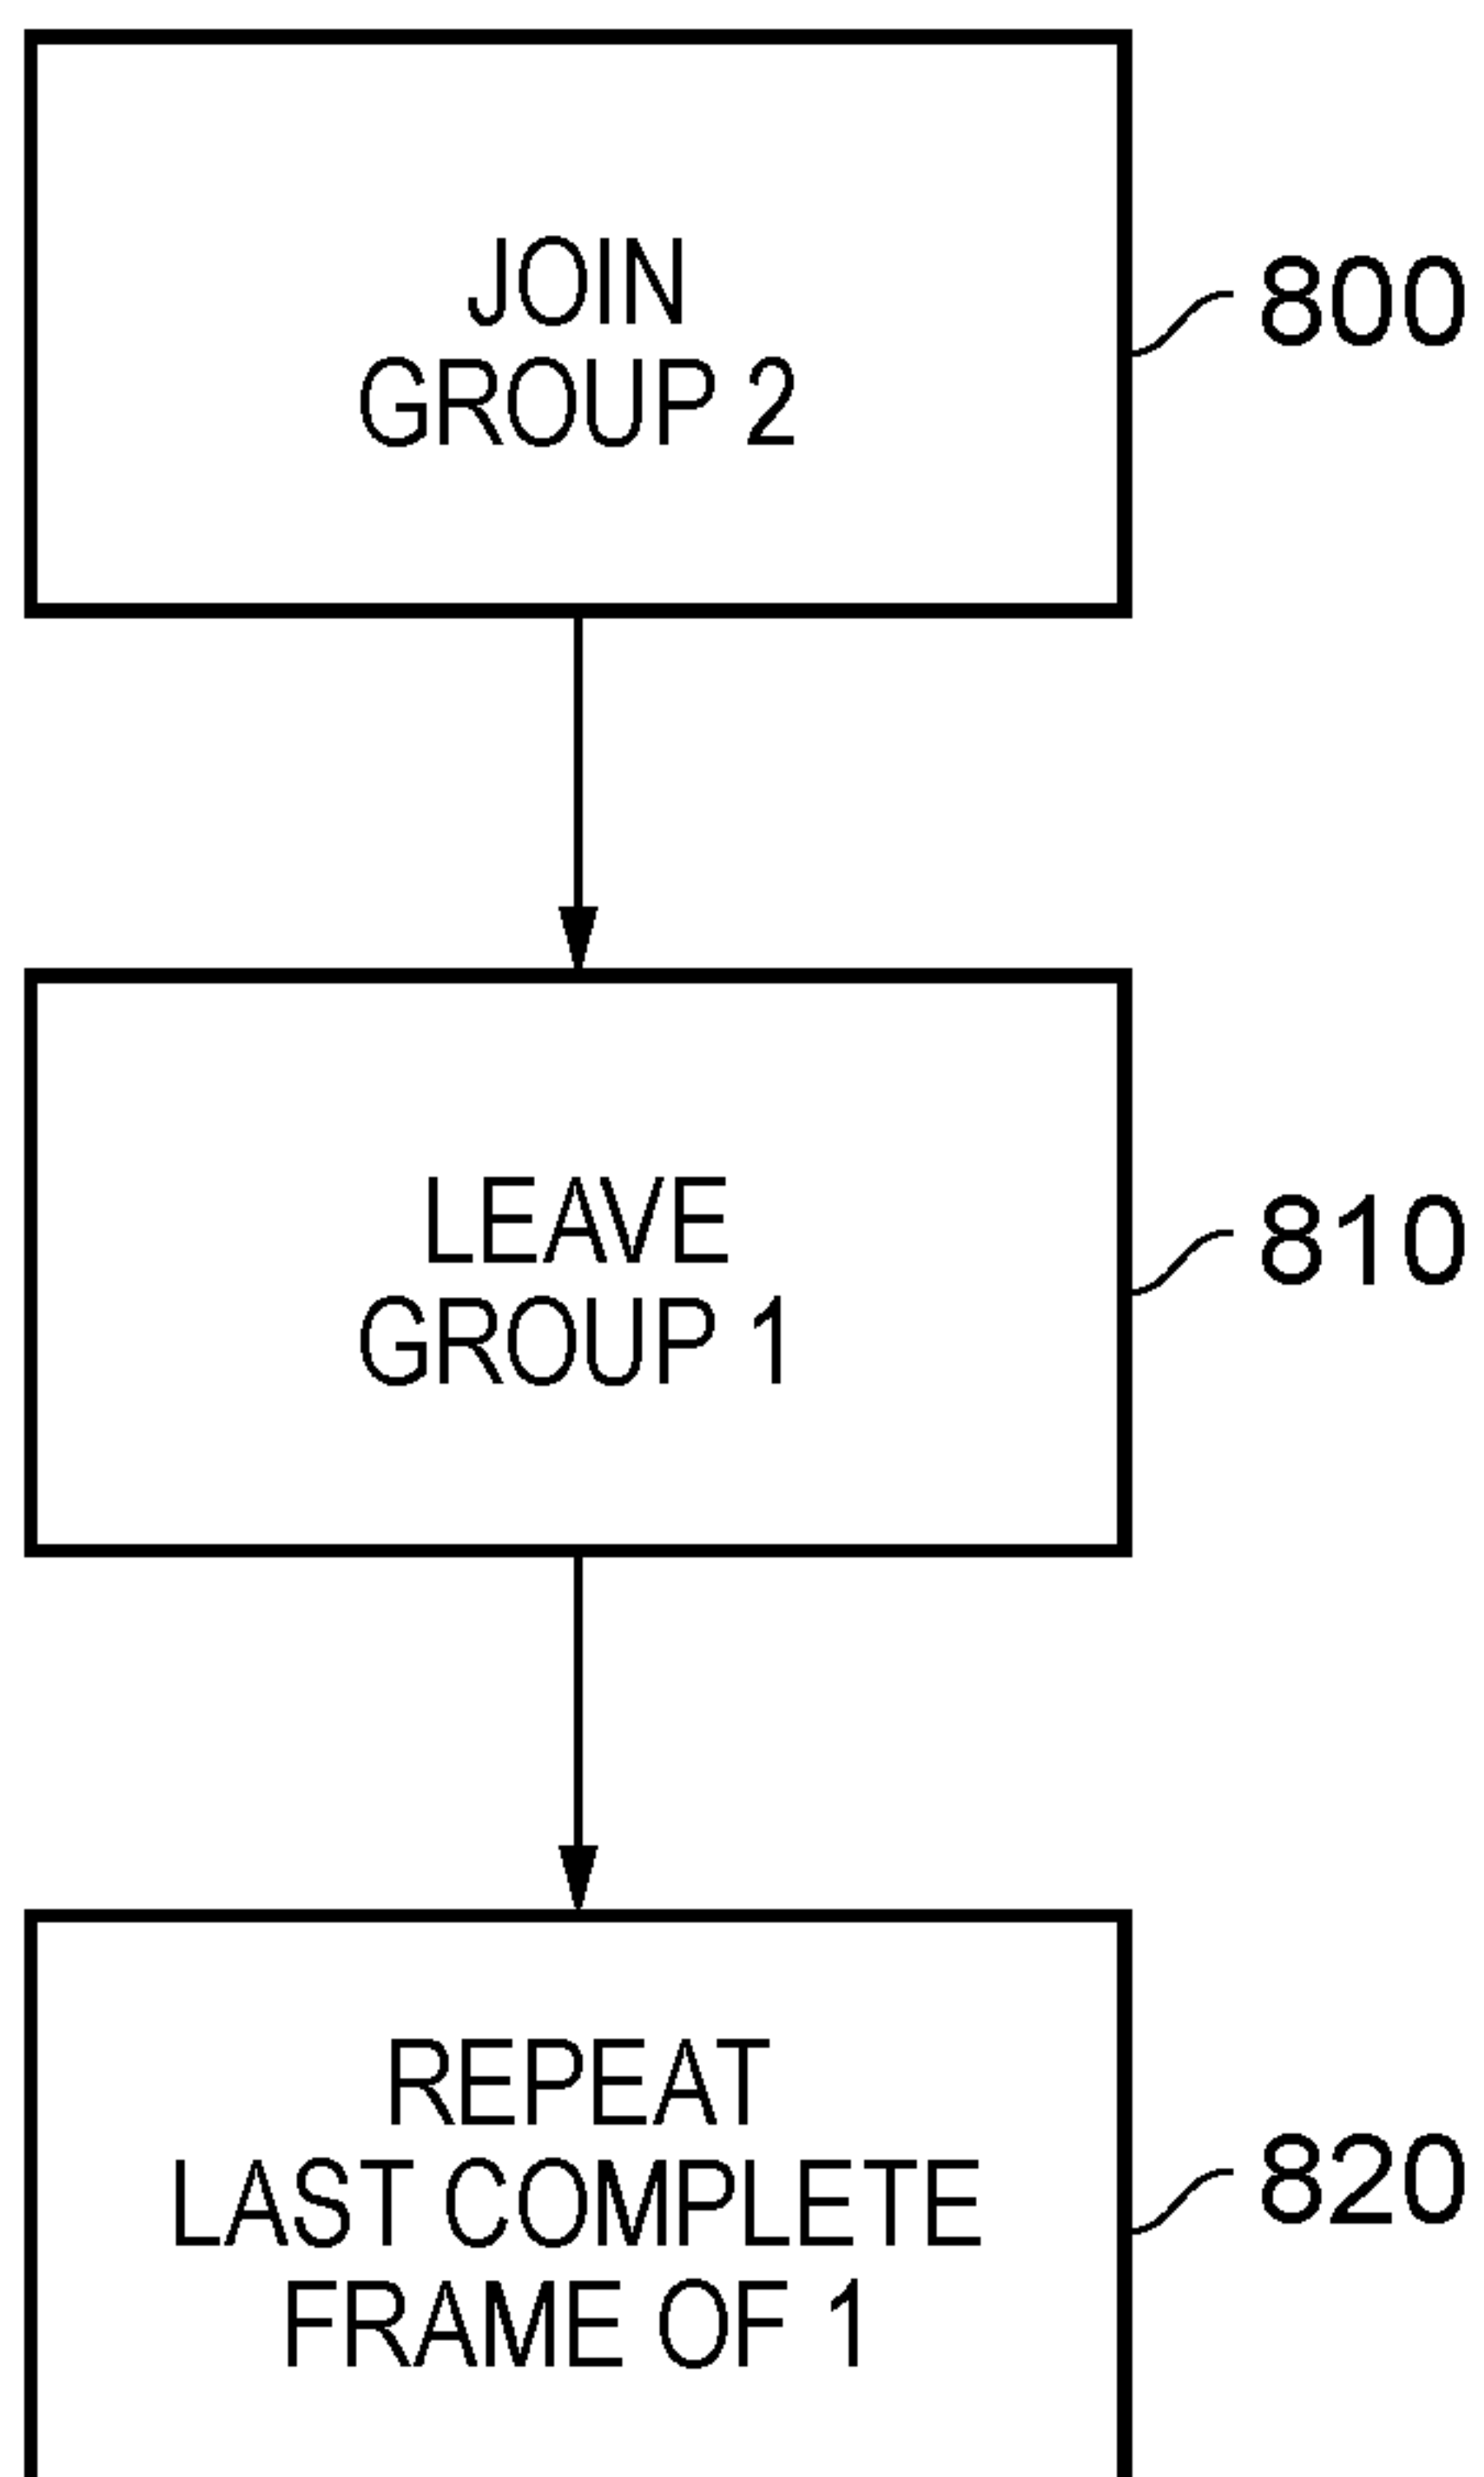 JOIN
GROUP 2
800
LEAVE
GROUP 1
810
REPEAT
LAST COMPLETE
FRAME OF 1
820